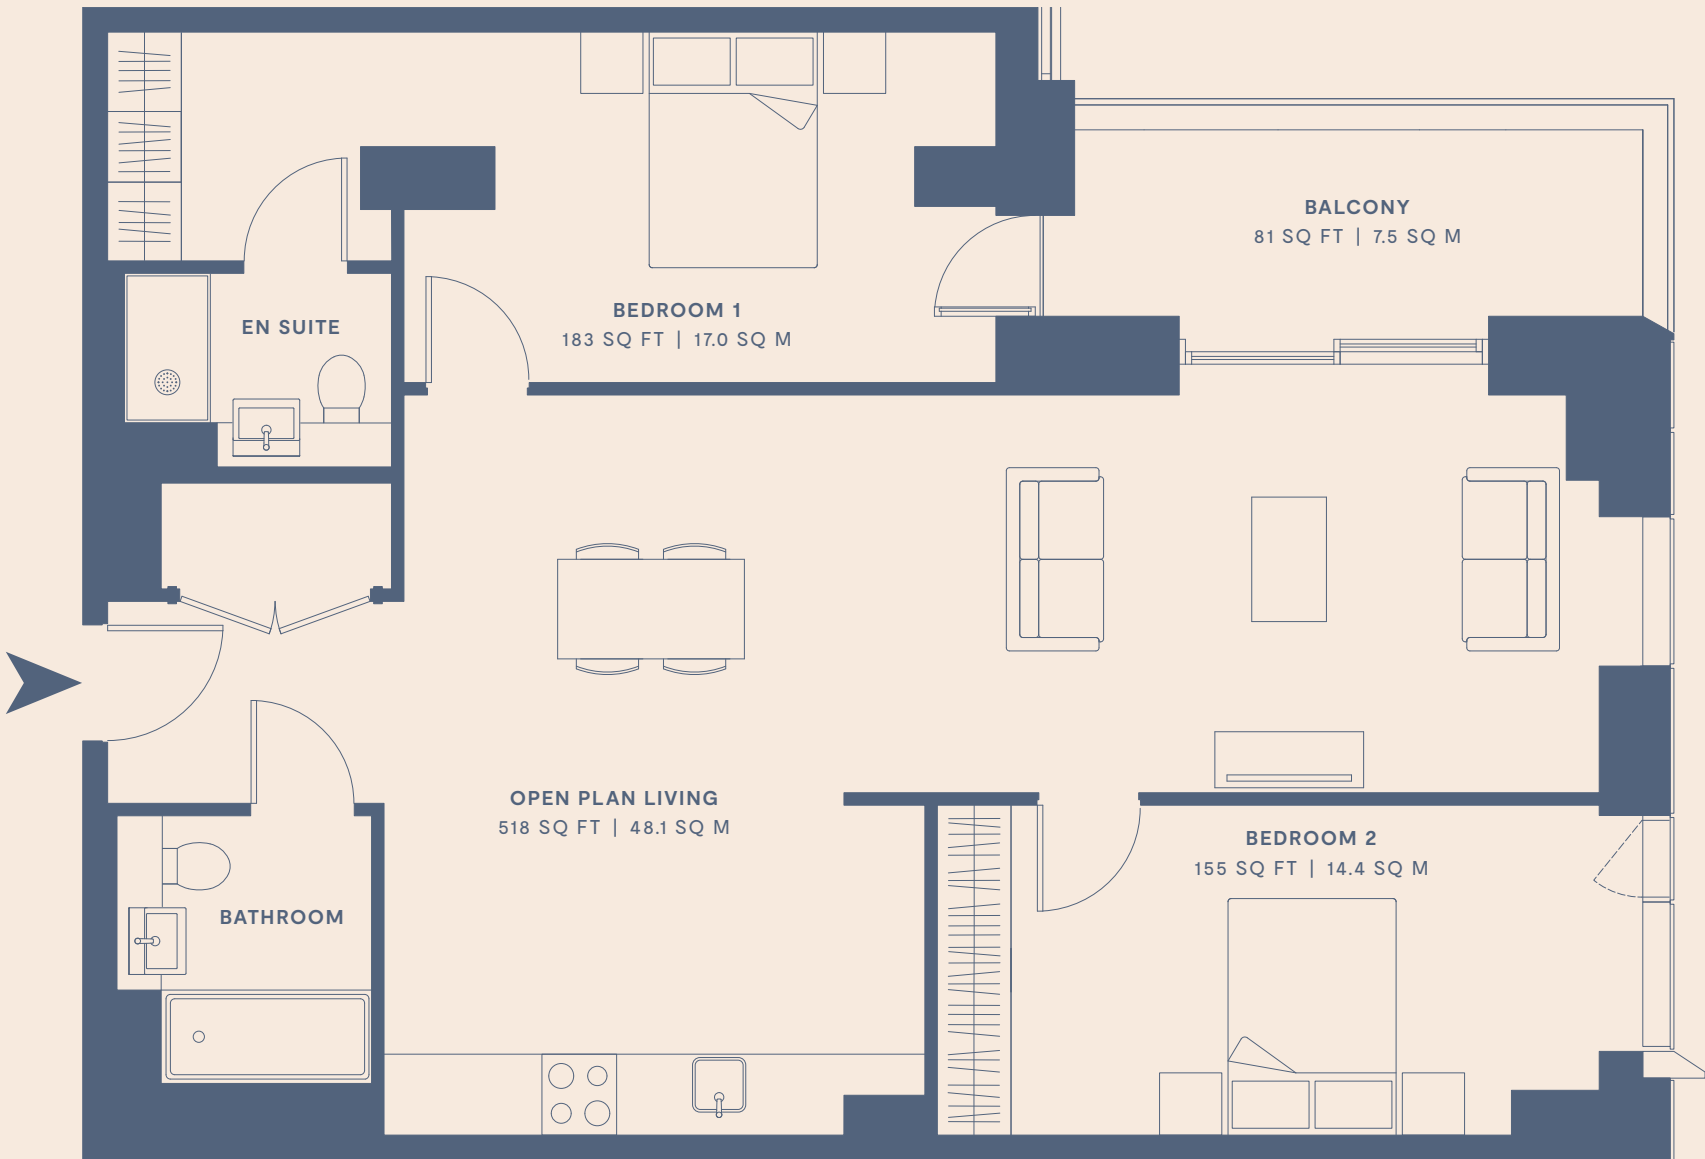 BALCONY
81 SQ FT | 7.5 SQ M
BEDROOM 1
183 SQ FT | 17.0 SQ M
EN SUITE
OPEN PLAN LIVING
518 SQ FT | 48.1 SQ M
BEDROOM 2
155 SQ FT | 14.4 SQ M
BATHROOM